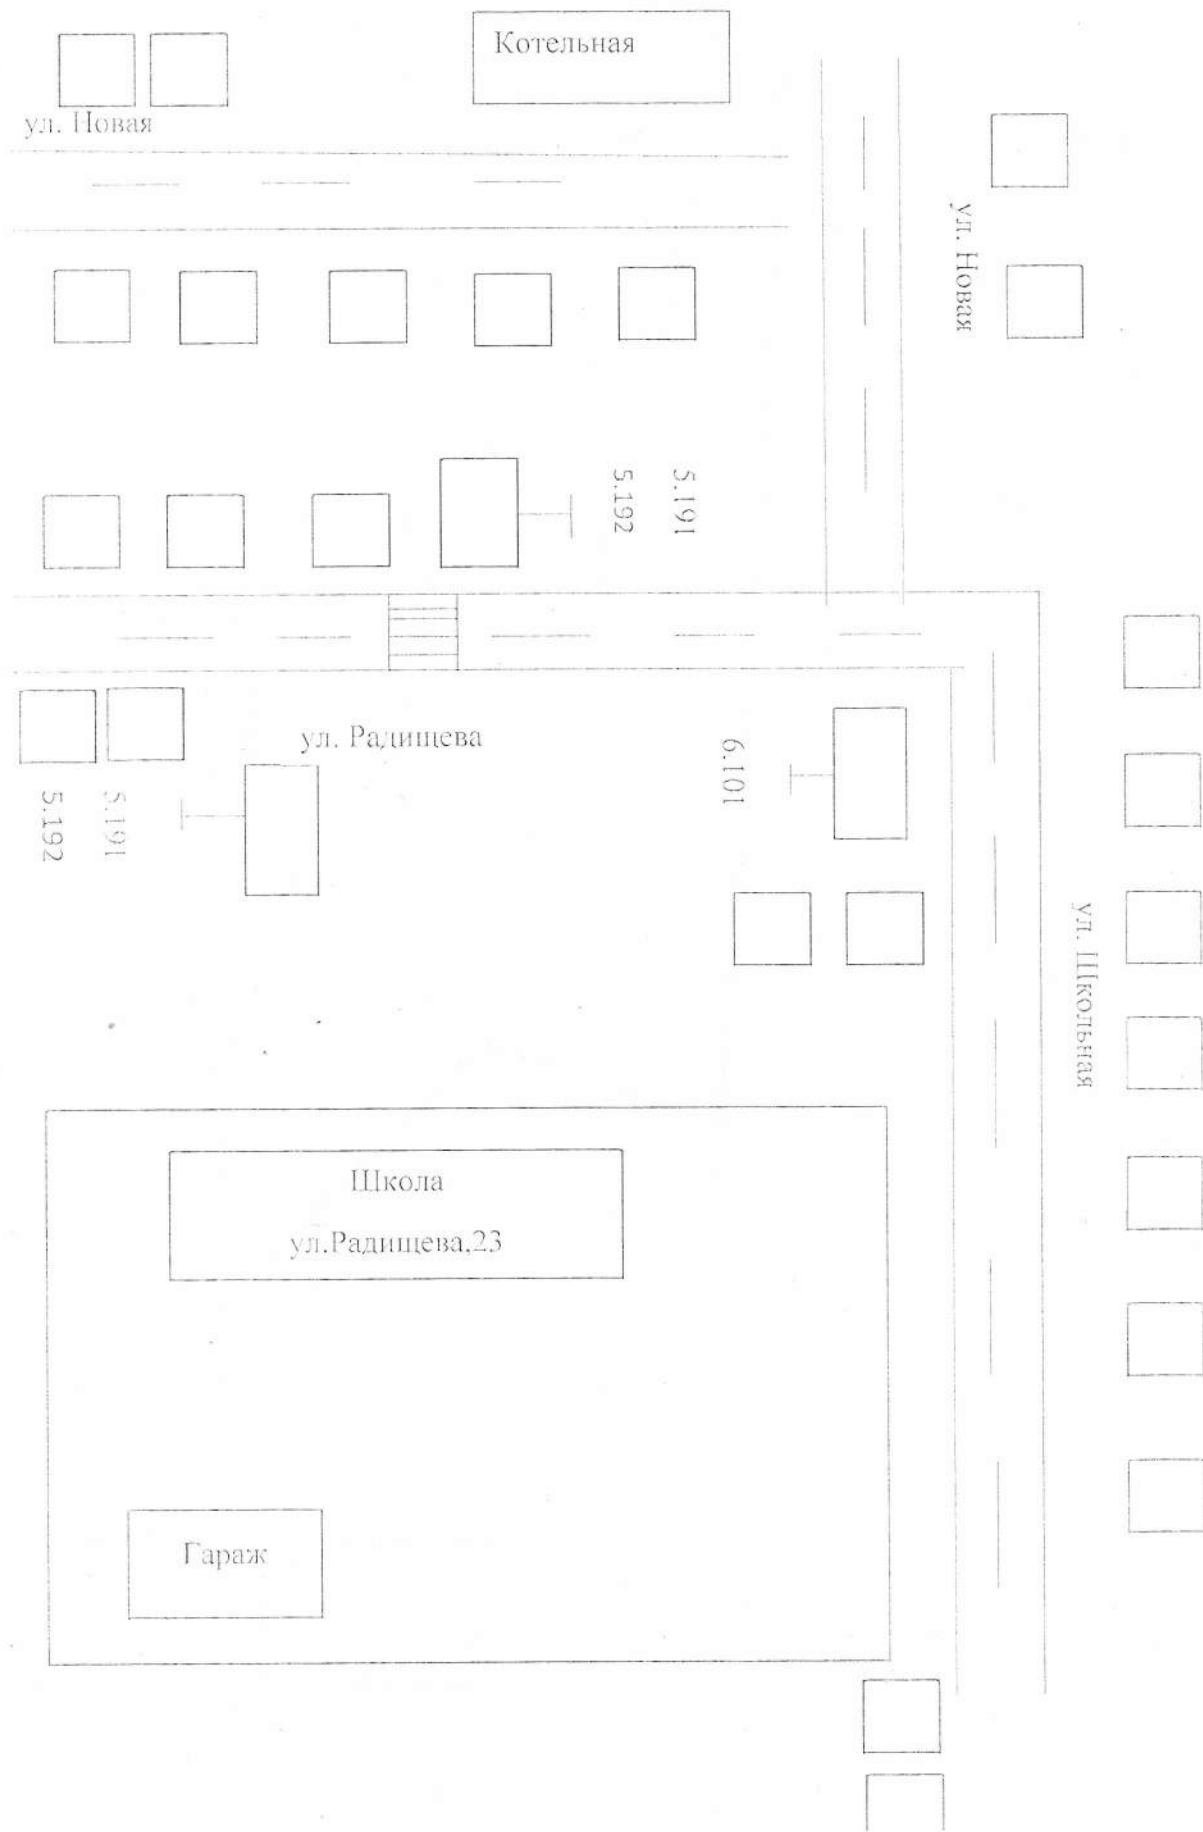 Котельная
ул. Новая
ул. Новая
5.191
5.192
ул. Радищева
6.101
5.191
5.192
ул. Школьная
Школа
ул.Радищева,23
Гараж